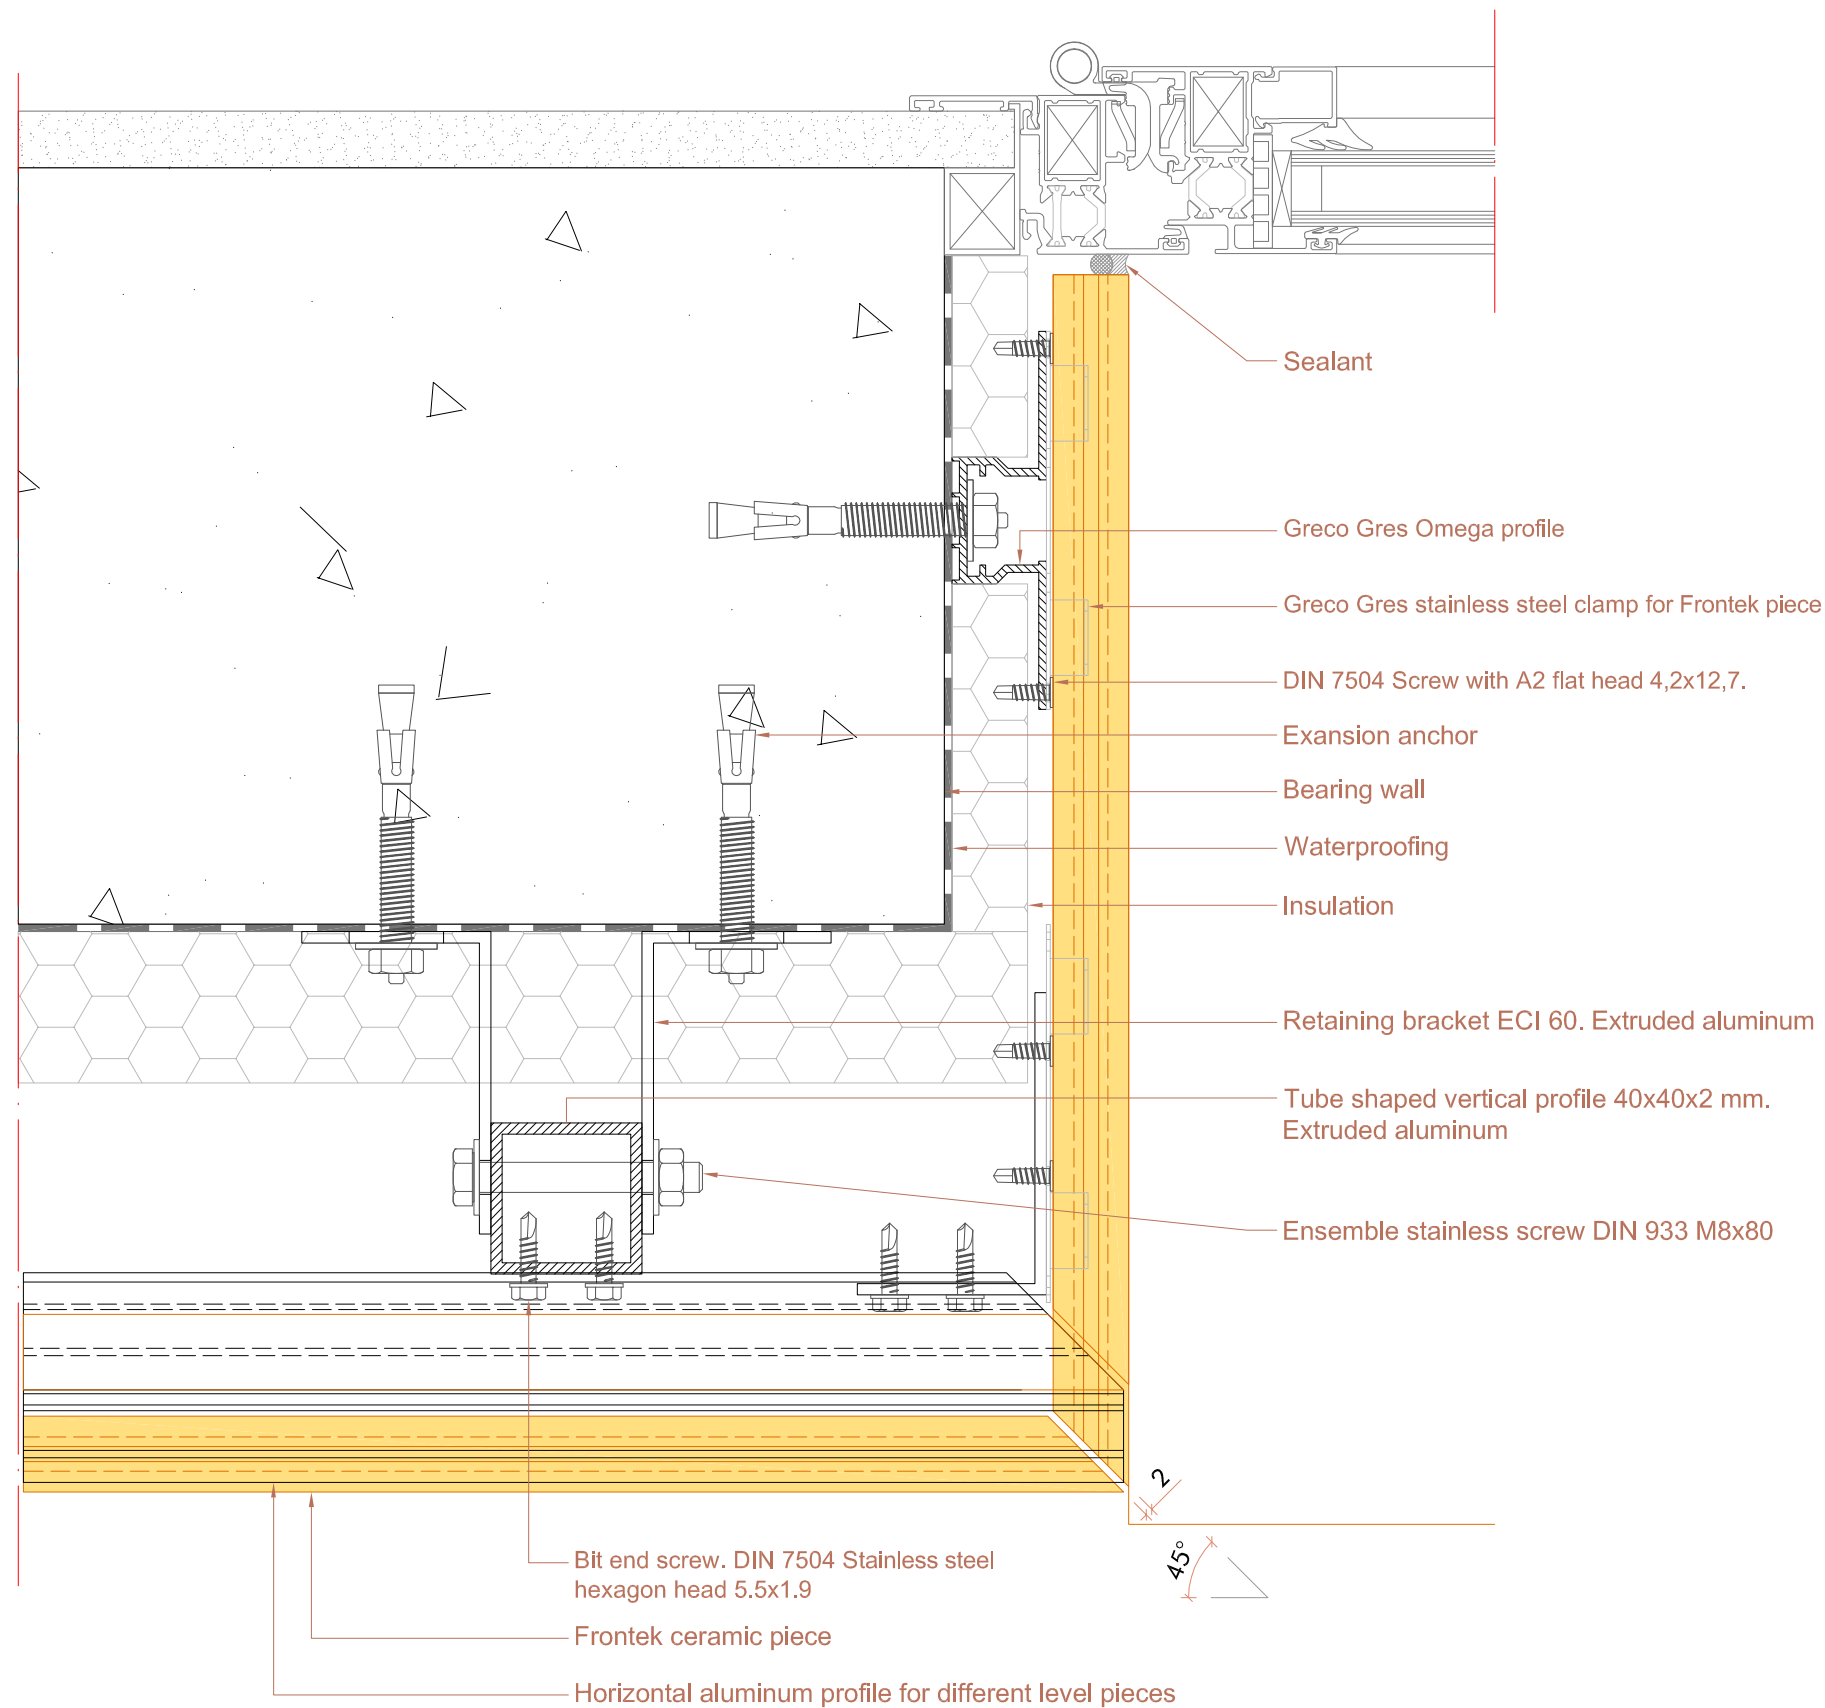 Sealant
Greco Gres Omega profile
Greco Gres stainless steel clamp for Frontek piece
DIN 7504 Screw with A2 flat head 4,2x12,7.
Exansion anchor
Bearing wall
Waterproofing
Insulation
Retaining bracket ECI 60. Extruded aluminum
Tube shaped vertical profile 40x40x2 mm.
Extruded aluminum
Ensemble stainless screw DIN 933 M8x80
2
45°
Bit end screw. DIN 7504 Stainless steel
hexagon head 5.5x1.9
Frontek ceramic piece
Horizontal aluminum profile for different level pieces